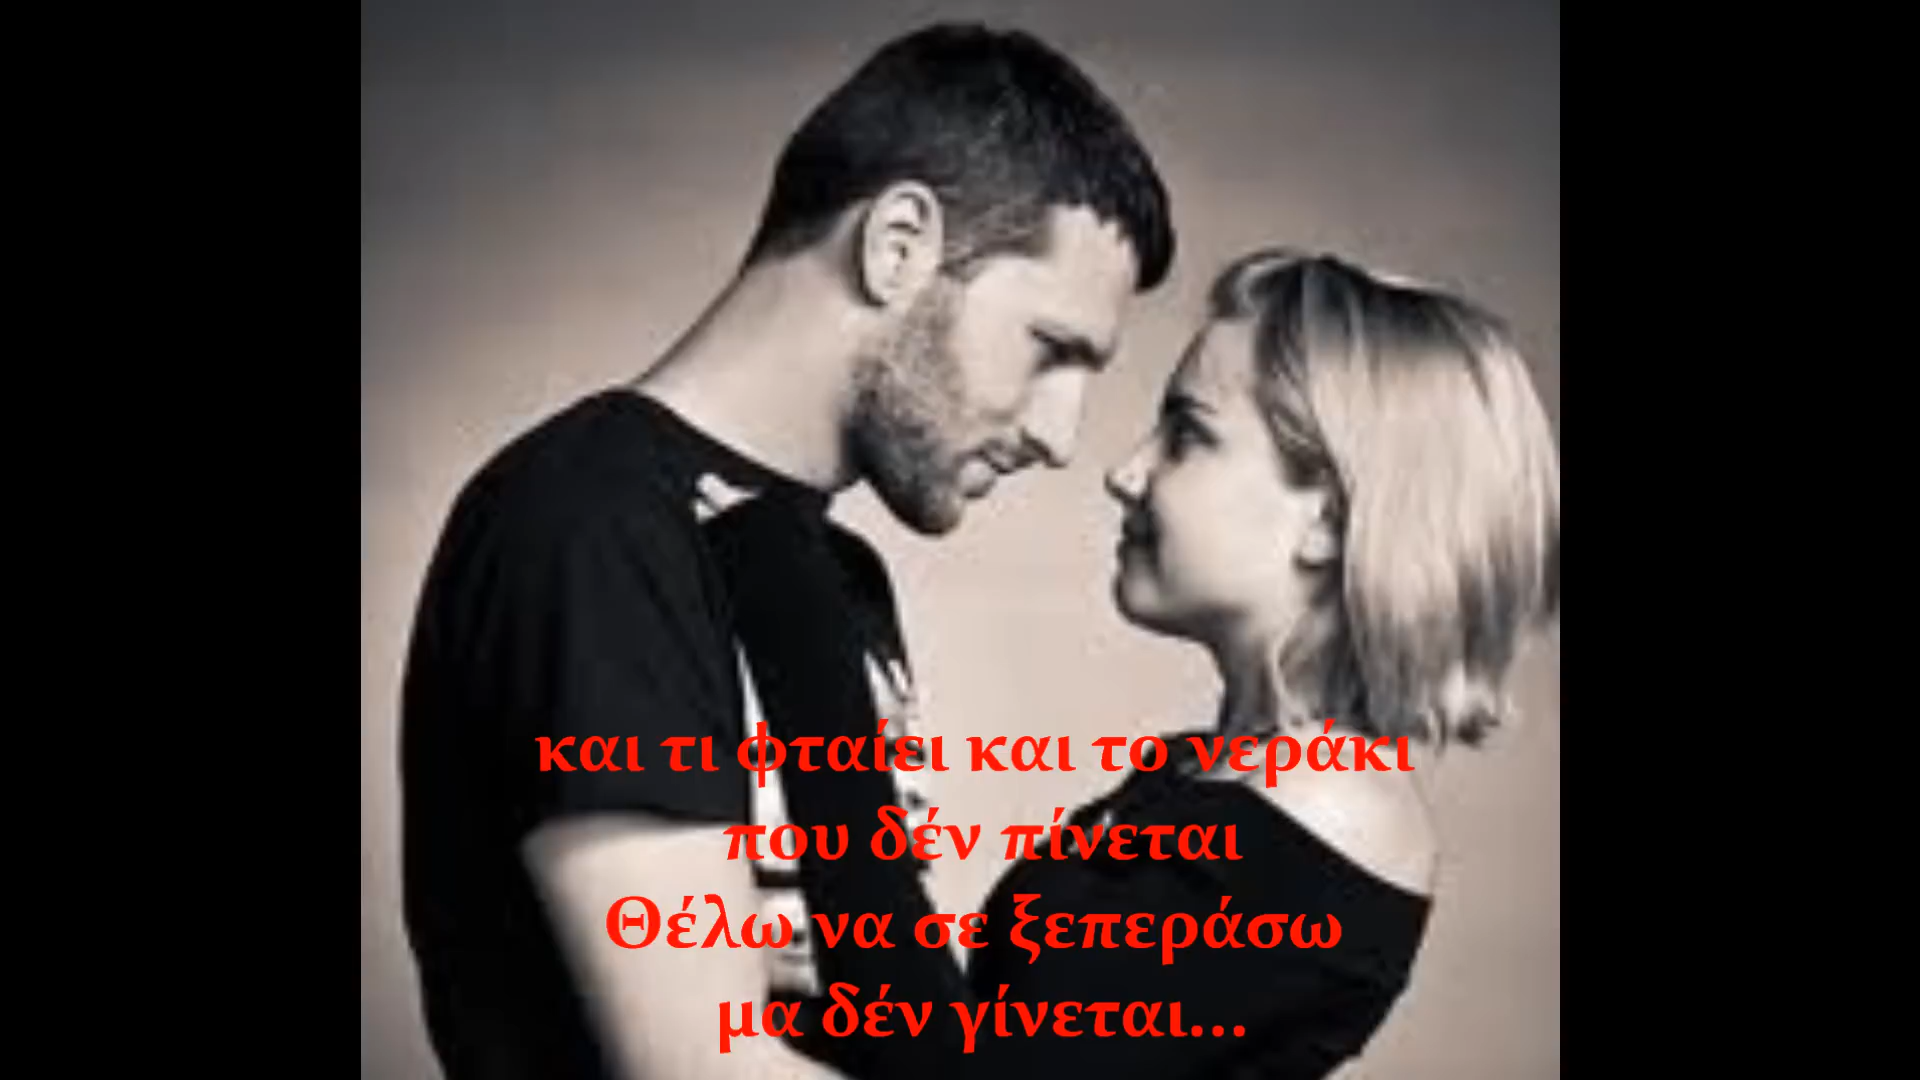 και τι φταίει και το νεράκι
που δέν πίνεται
Θέλω να σε ξεπεράσω
μα δέν γίνεται...